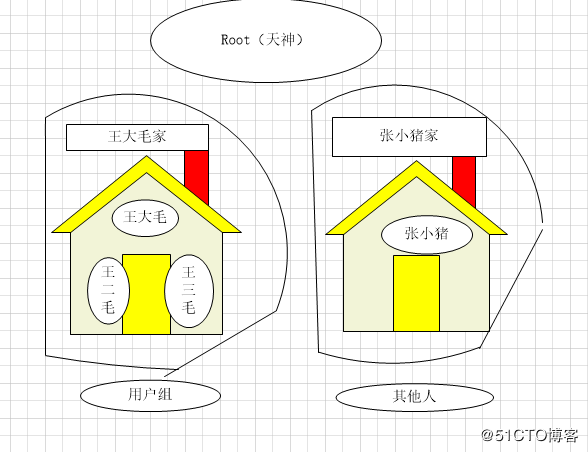 Root（天神）
王大毛家
张小猪家
王大毛
张小猪
王
二
毛
王
三
毛
用户组
其他人
@51CTO博客